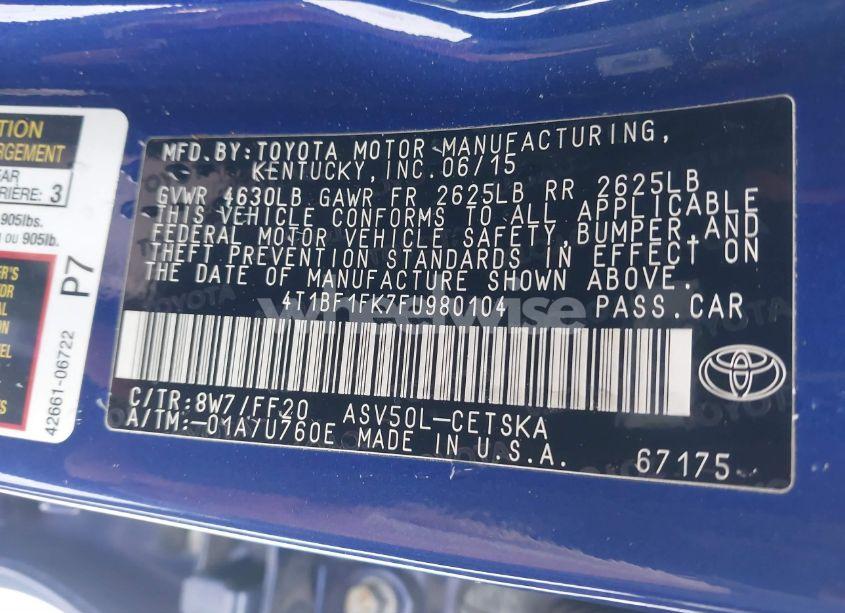 TION
RGEMENT
EAR
RIÈRE: 3
905lbs.
OU 905lb.
P7
42661-06722
MFD.BY:TOYOTA MOTOR MANUFACTURING,
KENTUCKY, INC. 06/15
GVWR 4630LB GAWR FR 2625LB RR 2625LB
THIS VEHICLE CONFORMS TO ALL APPLICABLE
FEDERAL MOTOR VEHICLE SAFETY, BUMPER, AND
THEFT PREVENTION STANDARDS IN EFFECT ON
THE DATE OF MANUFACTURE SHOWN ABOVE.
4T1BF1FK7FU980104 PASS.CAR
wheelwise
C/TR:8W7/FF20 ASV50L-CETSKA
A/TM:-01A/U760E MADE IN U.S.A.
67175